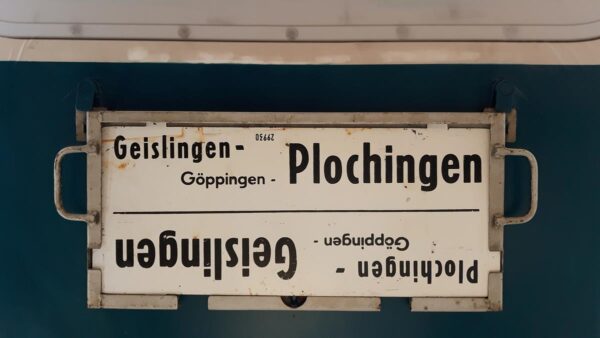 Geislingen-
29930
Göppingen - Plochingen
Plochingen -
Göppingen -
Geislingen